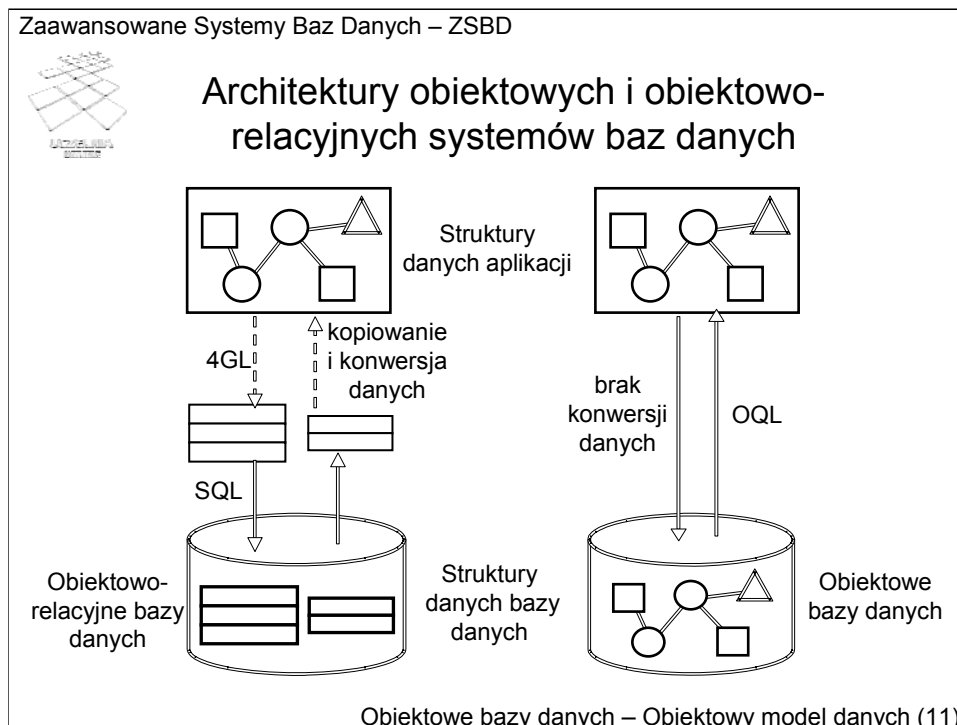 Zaawansowane Systemy Baz Danych – ZSBD
UCZELNIA
ONLINE
Architektury obiektowych i obiektowo-
relacyjnych systemów baz danych
Struktury
danych aplikacji
4GL
kopiowanie
i konwersja
danych
brak
konwersji
danych
OQL
SQL
Obiektowo-
relacyjne bazy
danych
Struktury
danych bazy
danych
Obiektowe
bazy danych
Obiektowe bazy danych – Obiektowy model danych (11)